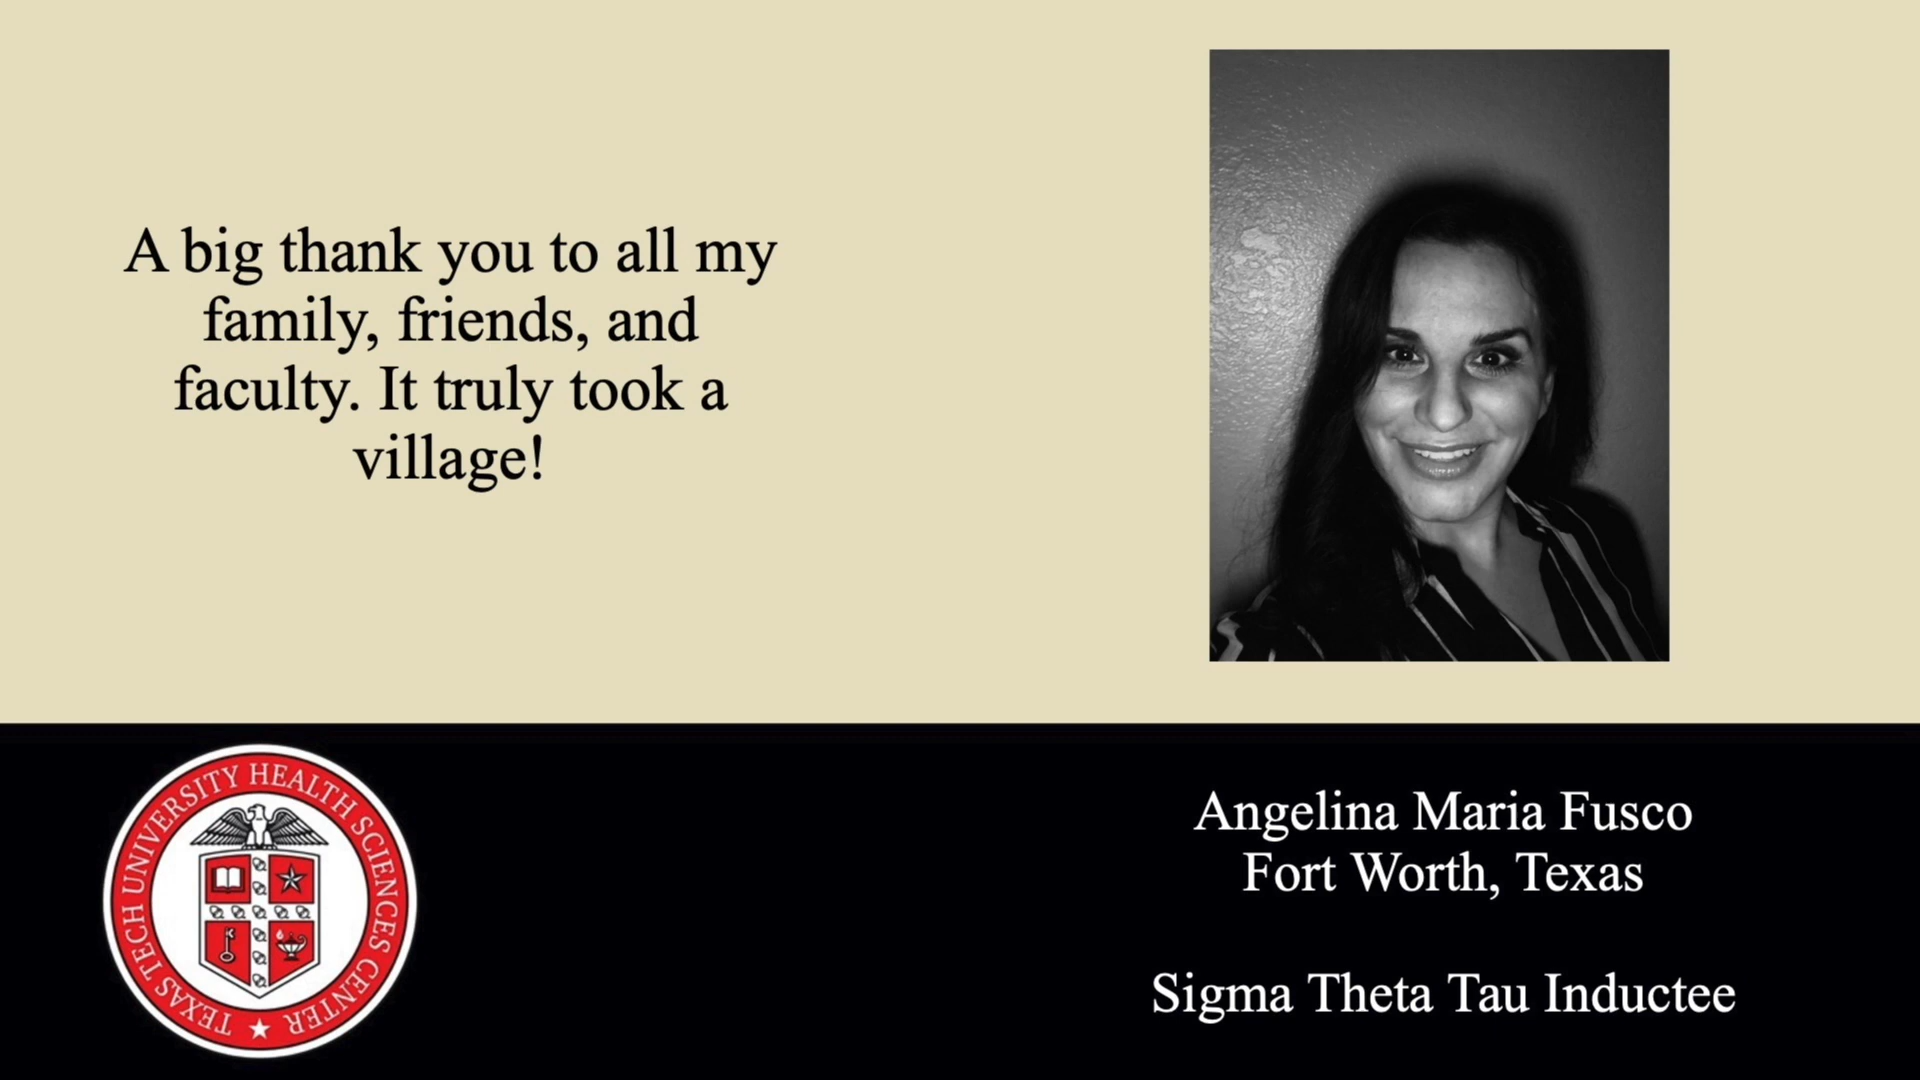 A big thank you to all my
family, friends, and
faculty. It truly took a
village!
TEXAS TECH UNIVERSITY HEALTH SCIENCES CENTER
Angelina Maria Fusco
Fort Worth, Texas
Sigma Theta Tau Inductee